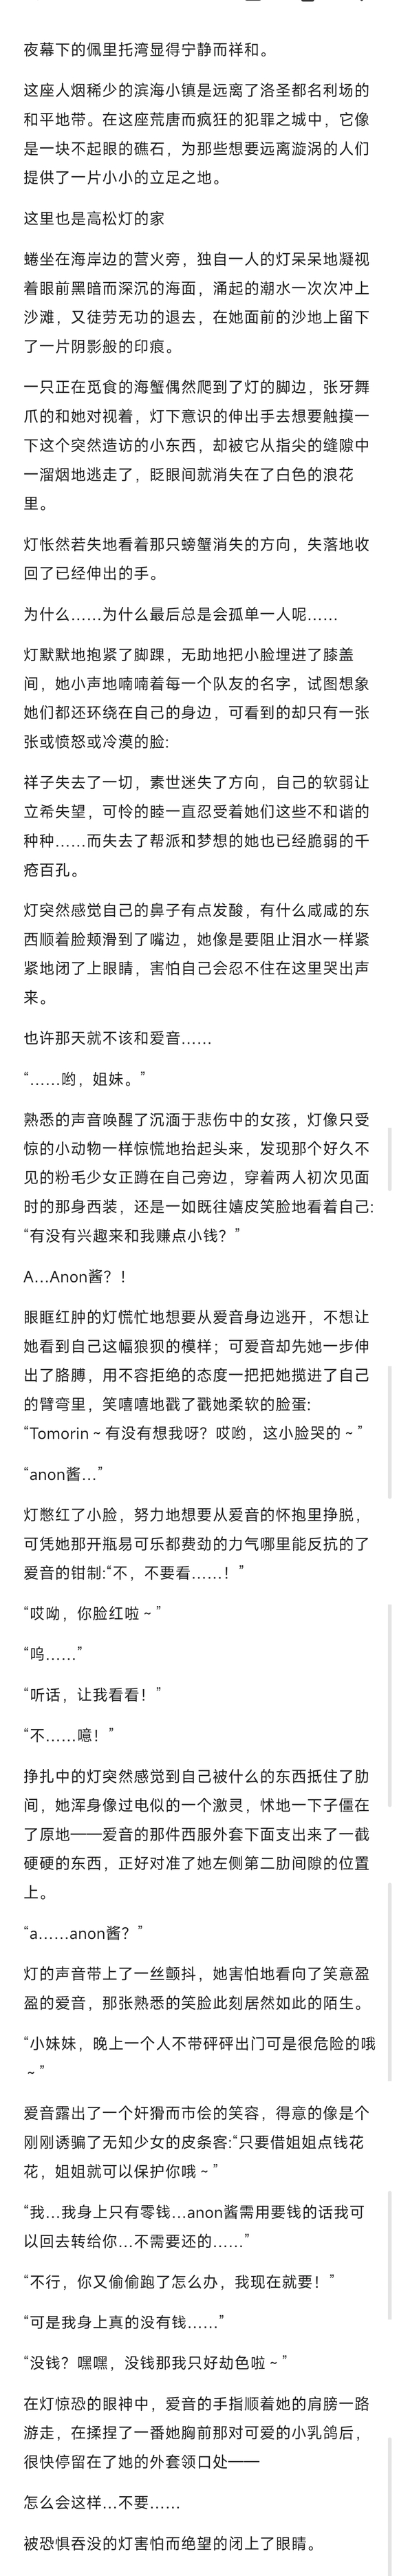 夜幕下的佩里托湾显得宁静而祥和。
这座人烟稀少的滨海小镇是远离了洛圣都名利场的
和平地带。在这座荒唐而疯狂的犯罪之城中，它像
是一块不起眼的礁石，为那些想要远离漩涡的人们
提供了一片小小的立足之地。
这里也是高松灯的家
蜷坐在海岸边的营火旁，独自一人的灯呆呆地凝视
着眼前黑暗而深沉的海面，涌起的潮水一次次冲上
沙滩，又徒劳无功的退去，在她面前的沙地上留下
了一片阴影般的印痕。
一只正在觅食的海蟹偶然爬到了灯的脚边，张牙舞
爪的和她对视着，灯下意识的伸出手去想要触摸一
下这个突然造访的小东西，却被它从指尖的缝隙中
一溜烟地逃走了，眨眼间就消失在了白色的浪花
里。
灯怅然若失地看着那只螃蟹消失的方向，失落地收
回了已经伸出的手。
为什么……为什么最后总是会孤单一人呢……
灯默默地抱紧了脚踝，无助地把小脸埋进了膝盖
间，她小声地喃喃着每一个队友的名字，试图想象
她们都还环绕在自己的身边，可看到的却只有一张
张或愤怒或冷漠的脸:
祥子失去了一切，素世迷失了方向，自己的软弱让
立希失望，可怜的睦一直忍受着她们这些不和谐的
种种……而失去了帮派和梦想的她也已经脆弱的千
疮百孔。
灯突然感觉自己的鼻子有点发酸，有什么咸咸的东
西顺着脸颊滑到了嘴边，她像是要阻止泪水一样紧
紧地闭了上眼睛，害怕自己会忍不住在这里哭出声
来。
也许那天就不该和爱音……
“……哟，姐妹。”
熟悉的声音唤醒了沉湎于悲伤中的女孩，灯像只受
惊的小动物一样惊慌地抬起头来，发现那个好久不
见的粉毛少女正蹲在自己旁边，穿着两人初次见面
时的那身西装，还是一如既往嬉皮笑脸地看着自己:
“有没有兴趣来和我赚点小钱？”
A…Anon酱？！
眼眶红肿的灯慌忙地想要从爱音身边逃开，不想让
她看到自己这幅狼狈的模样；可爱音却先她一步伸
出了胳膊，用不容拒绝的态度一把把她揽进了自己
的臂弯里，笑嘻嘻地戳了戳她柔软的脸蛋:
“Tomorin～有没有想我呀？哎哟，这小脸哭的～”
“anon酱…”
灯憋红了小脸，努力地想要从爱音的怀抱里挣脱，
可凭她那开瓶易可乐都费劲的力气哪里能反抗的了
爱音的钳制:“不，不要看……！”
“哎呦，你脸红啦～”
“呜……”
“听话，让我看看！”
“不……噫！”
挣扎中的灯突然感觉到自己被什么的东西抵住了肋
间，她浑身像过电似的一个激灵，怵地一下子僵在
了原地——爱音的那件西服外套下面支出来了一截
硬硬的东西，正好对准了她左侧第二肋间隙的位置
上。
“a……anon酱？”
灯的声音带上了一丝颤抖，她害怕地看向了笑意盈
盈的爱音，那张熟悉的笑脸此刻居然如此的陌生。
“小妹妹，晚上一个人不带砰砰出门可是很危险的哦
～”
爱音露出了一个奸猾而市侩的笑容，得意的像是个
刚刚诱骗了无知少女的皮条客:“只要借姐姐点钱花
花，姐姐就可以保护你哦～”
“我…我身上只有零钱…anon酱需用要钱的话我可
以回去转给你…不需要还的……”
“不行，你又偷偷跑了怎么办，我现在就要！”
“可是我身上真的没有钱……”
“没钱？嘿嘿，没钱那我只好劫色啦～”
在灯惊恐的眼神中，爱音的手指顺着她的肩膀一路
游走，在揉捏了一番她胸前那对可爱的小乳鸽后，
很快停留在了她的外套领口处——
怎么会这样…不要……
被恐惧吞没的灯害怕而绝望的闭上了眼睛。